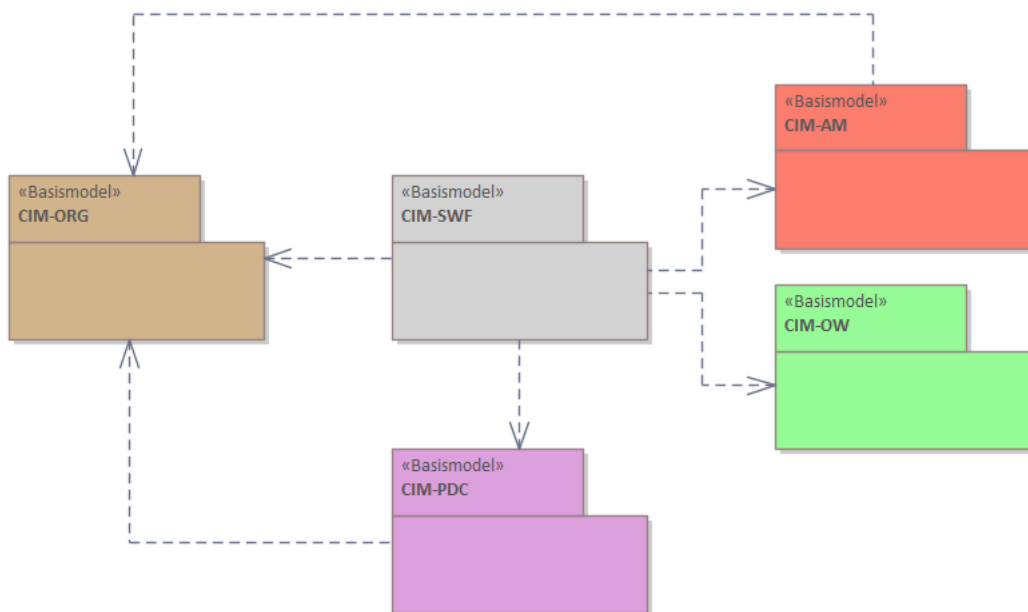 «Basismodel»
CIM-AM
«Basismodel»
CIM-ORG
«Basismodel»
CIM-SWF
«Basismodel»
CIM-OW
«Basismodel»
CIM-PDC